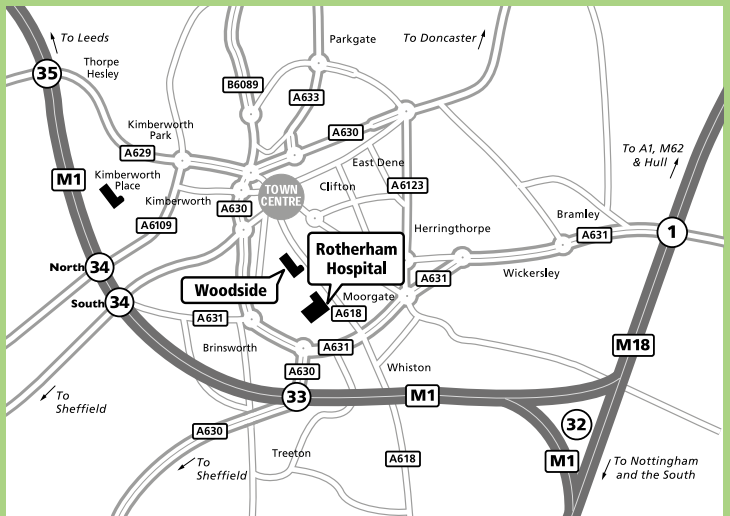 To Leeds
Parkgate
To Doncaster
Thorpe
Hesley
35
B6089
A633
Kimberworth
Park
A630
To A1, M62
& Hull
A629
East Dene
M1
Kimberworth
Place
TOWN
CENTRE
Clifton
A6123
Kimberworth
A630
Bramley
A6109
Herringthorpe
A631
1
Rotherham
Hospital
North
34
Wickersley
A631
Woodside
Moorgate
South
34
A618
A631
Brinsworth
A631
M18
Whiston
A630
33
M1
To
Sheffield
32
A630
Treeton
A618
M1
To
Sheffield
To Nottingham
and the South